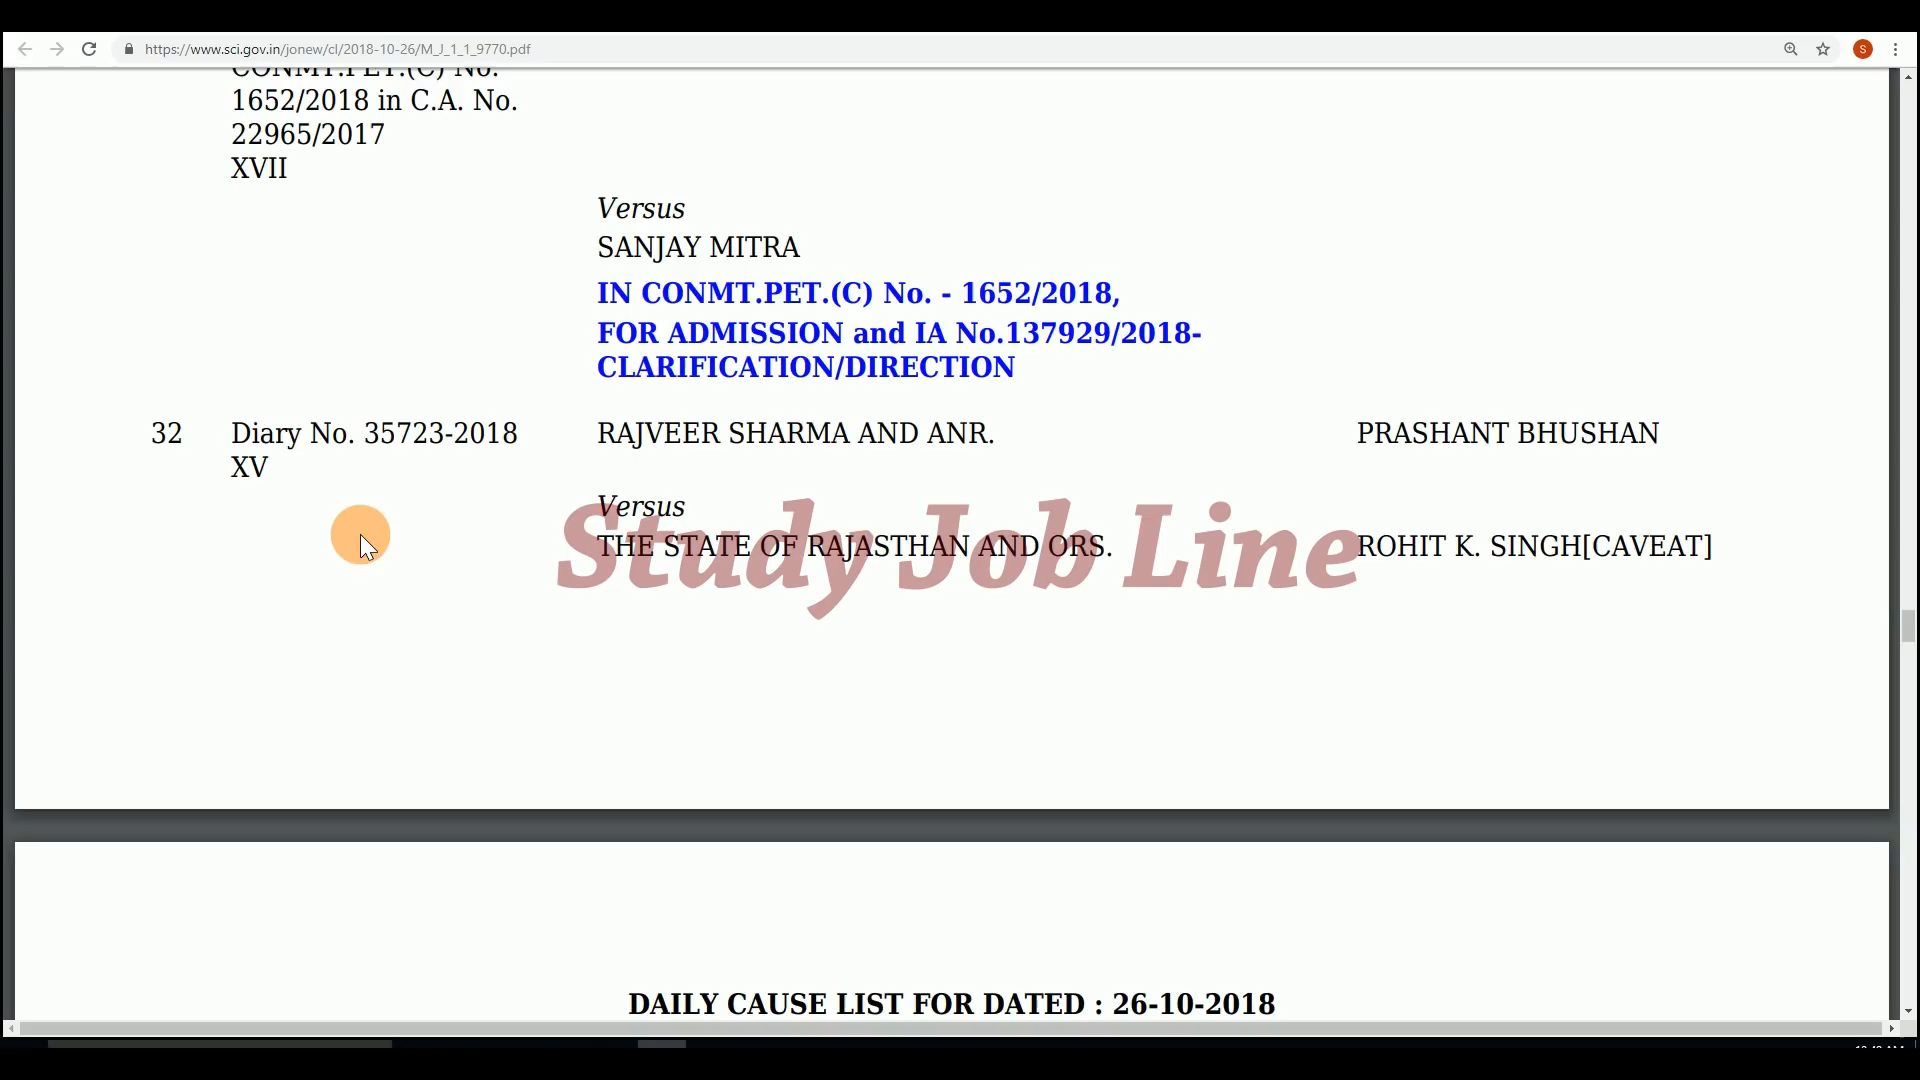 https://www.sci.gov.in/jonew/cl/2018-10-26/M_J_1_1_9770.pdf
S
CONMT.PET.(C) No.
1652/2018 in C.A. No.
22965/2017
XVII
Versus
SANJAY MITRA
IN CONMT.PET.(C) No. - 1652/2018,
FOR ADMISSION and IA No.137929/2018-
CLARIFICATION/DIRECTION
32 Diary No. 35723-2018 RAJVEER SHARMA AND ANR. PRASHANT BHUSHAN
XV
Versus
THE STATE OF RAJASTHAN AND ORS. ROHIT K. SINGH[CAVEAT]
Study Job Line
DAILY CAUSE LIST FOR DATED : 26-10-2018